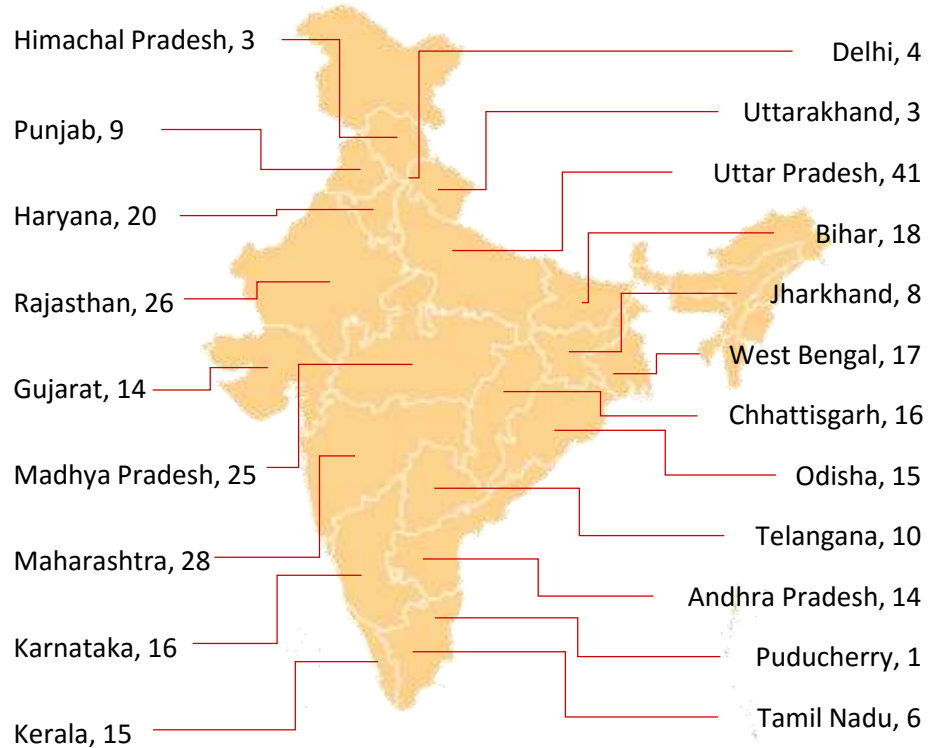 Himachal Pradesh, 3
Delhi, 4
Uttarakhand, 3
Punjab, 9
Uttar Pradesh, 41
Haryana, 20
Bihar, 18
Rajasthan, 26
Jharkhand, 8
West Bengal, 17
Gujarat, 14
Chhattisgarh, 16
Madhya Pradesh, 25
Odisha, 15
Telangana, 10
Maharashtra, 28
Andhra Pradesh, 14
Karnataka, 16
Puducherry, 1
Tamil Nadu, 6
Kerala, 15